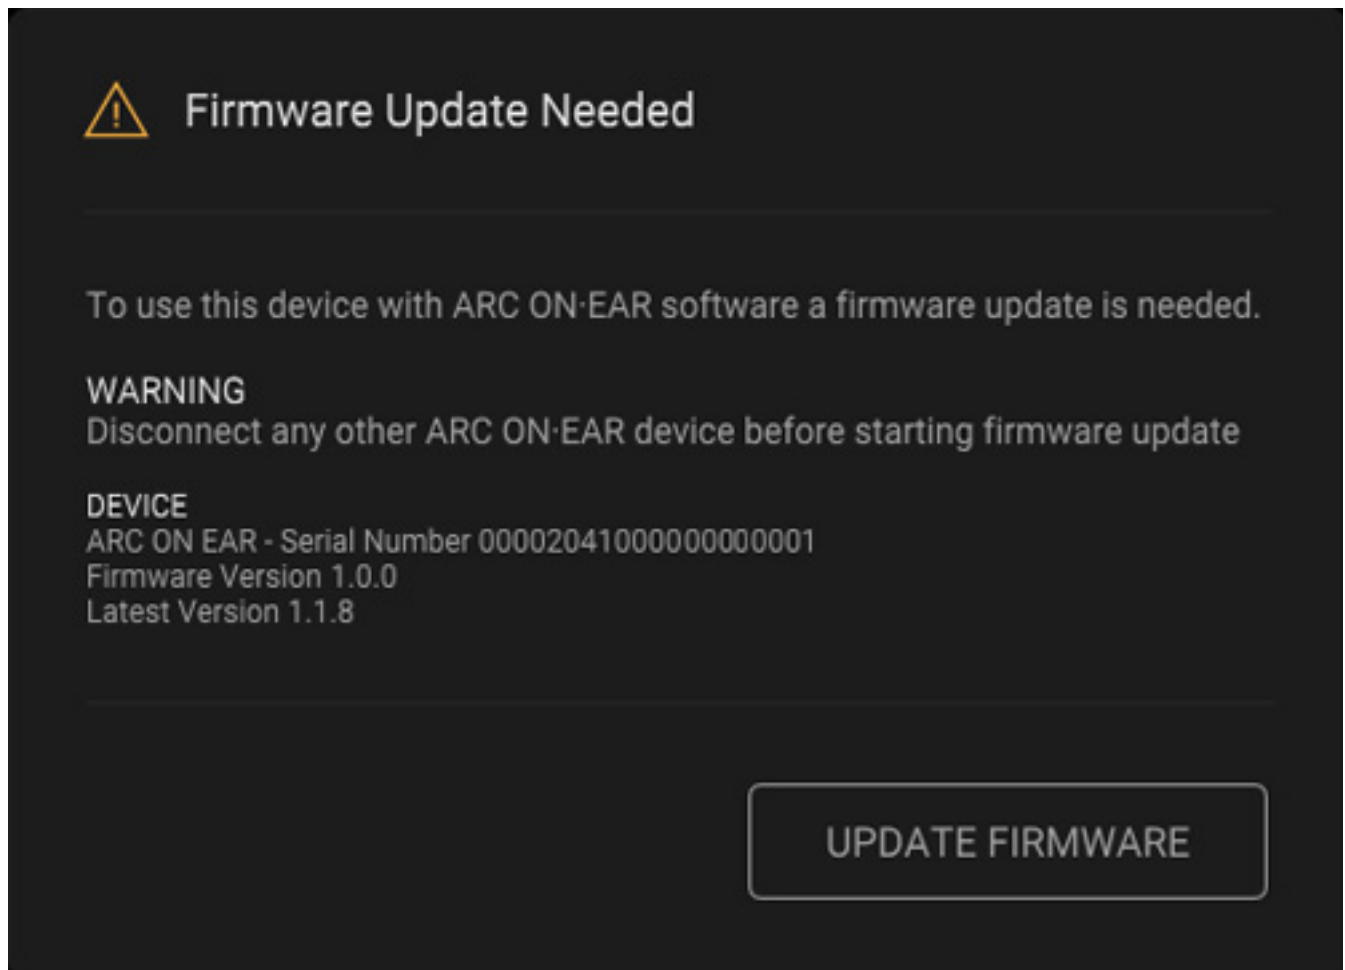 Firmware Update Needed
To use this device with ARC ON·EAR software a firmware update is needed.
WARNING
Disconnect any other ARC ON·EAR device before starting firmware update
DEVICE
ARC ON EAR - Serial Number 00002041000000000001
Firmware Version 1.0.0
Latest Version 1.1.8
UPDATE FIRMWARE